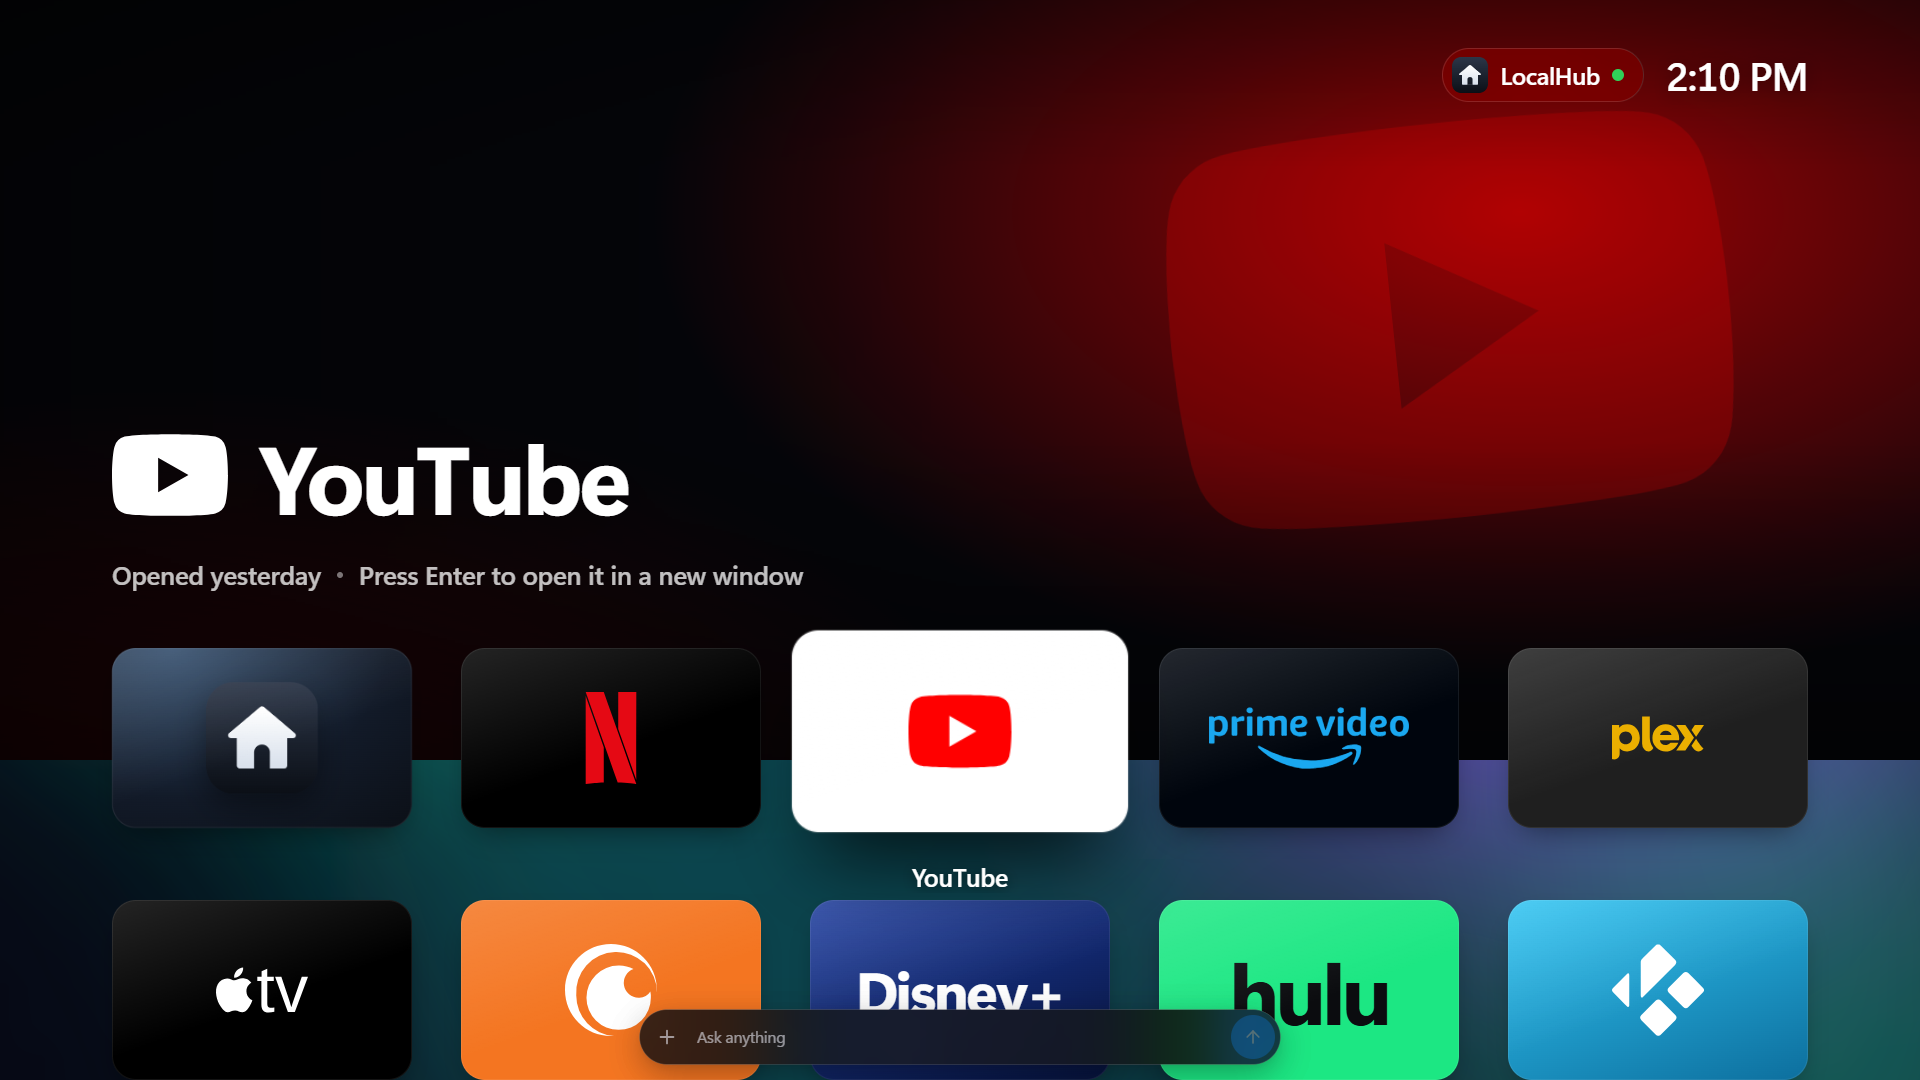 LocalHub
2:10 PM
YouTube
Opened yesterday • Press Enter to open it in a new window
N
prime video
plex
YouTube
tv
Disney+
hulu
Ask anything